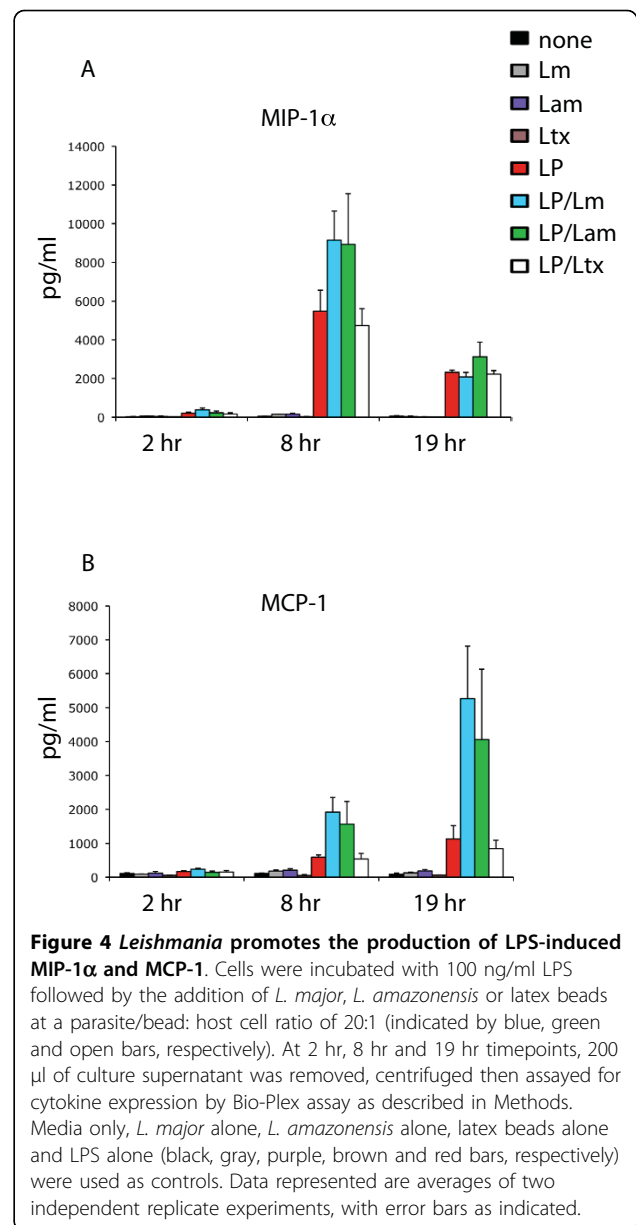 none
Lm
Lam
Ltx
LP
LP/Lm
LP/Lam
LP/Ltx
A
MIP-1α
14000
12000
10000
8000
6000
4000
2000
0
pg/ml
2 hr 8 hr 19 hr
B
MCP-1
8000
7000
6000
5000
4000
3000
2000
1000
0
pg/ml
2 hr 8 hr 19 hr
Figure 4 Leishmania promotes the production of LPS-induced
MIP-1α and MCP-1. Cells were incubated with 100 ng/ml LPS
followed by the addition of L. major, L. amazonensis or latex beads
at a parasite/bead: host cell ratio of 20:1 (indicated by blue, green
and open bars, respectively). At 2 hr, 8 hr and 19 hr timepoints, 200
μl of culture supernatant was removed, centrifuged then assayed for
cytokine expression by Bio-Plex assay as described in Methods.
Media only, L. major alone, L. amazonensis alone, latex beads alone
and LPS alone (black, gray, purple, brown and red bars, respectively)
were used as controls. Data represented are averages of two
independent replicate experiments, with error bars as indicated.